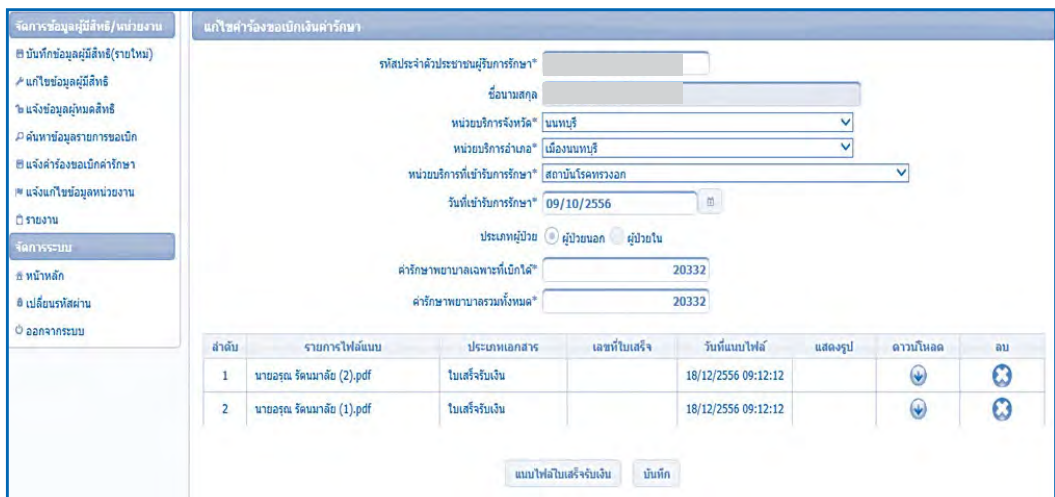 จัดการข้อมูลผู้มีสิทธิ/หน่วยงาน
บันทึกข้อมูลผู้มีสิทธิ(รายใหม่)
แก้ไขข้อมูลผู้มีสิทธิ
แจ้งข้อมูลผู้หมดสิทธิ
ค้นหาข้อมูลรายการขอเบิก
แจ้งคำร้องขอเบิกค่ารักษา
แจ้งแก้ไขข้อมูลหน่วยงาน
รายงาน
จัดการระบบ
หน้าหลัก
เปลี่ยนรหัสผ่าน
ออกจากระบบ
แก้ไขคำร้องขอเบิกเงินค่ารักษา
รหัสประจำตัวประชาชนผู้รับการรักษา*
ชื่อนามสกุล
หน่วยบริการจังหวัด* นนทบุรี
หน่วยบริการอำเภอ* เมืองนนทบุรี
หน่วยบริการที่เข้ารับการรักษา* สถาบันโรคทรวงอก
วันที่เข้ารับการรักษา* 09/10/2556
ประเภทผู้ป่วย ผู้ป่วยนอก ผู้ป่วยใน
ค่ารักษาพยาบาลเฉพาะที่เบิกได้* 20332
ค่ารักษาพยาบาลรวมทั้งหมด* 20332
ลำดับ รายการไฟล์แนบ ประเภทเอกสาร เลขที่ใบเสร็จ วันที่แนบไฟล์ แสดงรูป ดาวน์โหลด ลบ
1 นายอรุณ รัตนมาลัย (2).pdf ใบเสร็จรับเงิน 18/12/2556 09:12:12
2 นายอรุณ รัตนมาลัย (1).pdf ใบเสร็จรับเงิน 18/12/2556 09:12:12
แนบไฟล์ใบเสร็จรับเงิน บันทึก